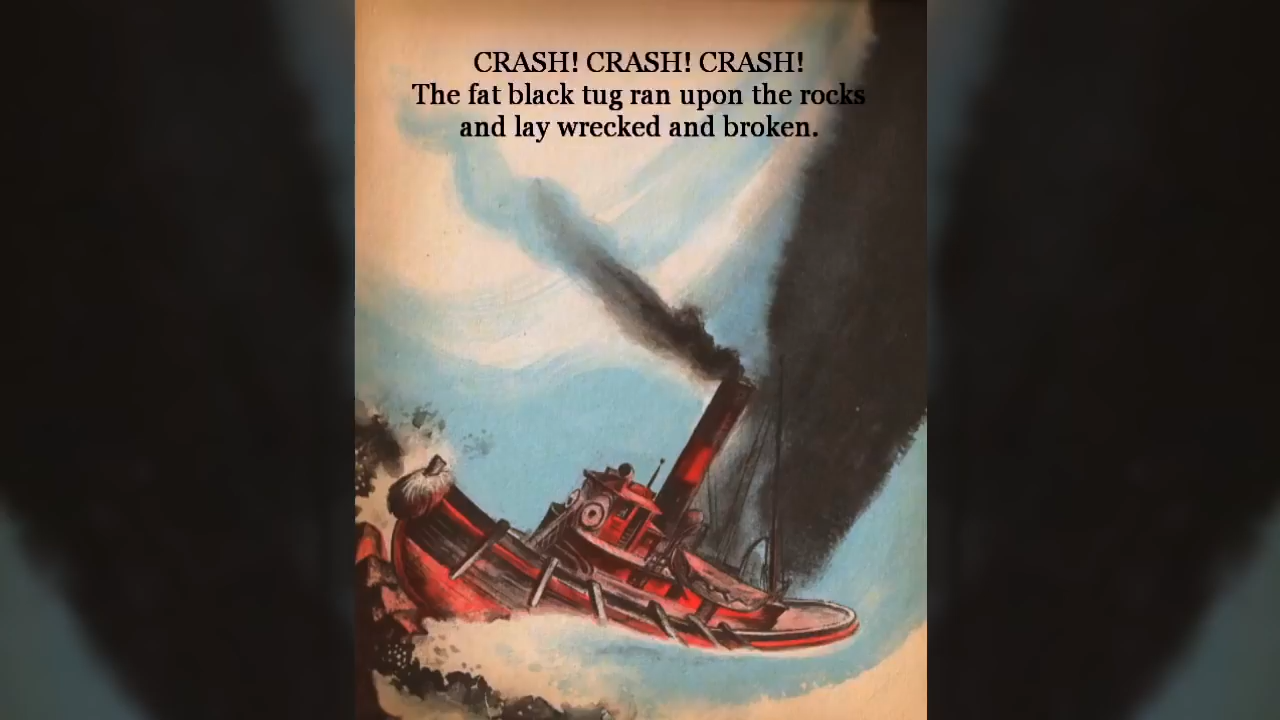 CRASH! CRASH! CRASH!
The fat black tug ran upon the rocks
and lay wrecked and broken.